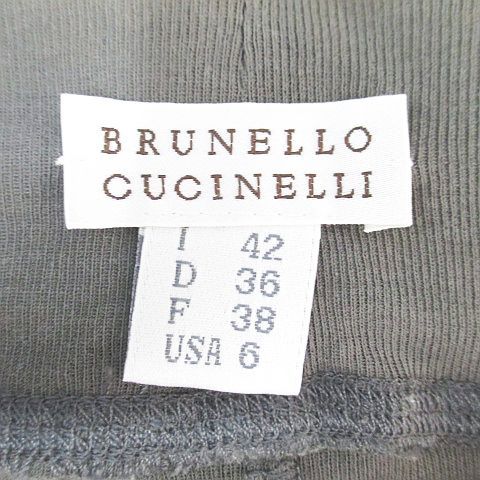 BRUNELLO
CUCINELLI
I 42
D 36
F 38
USA 6